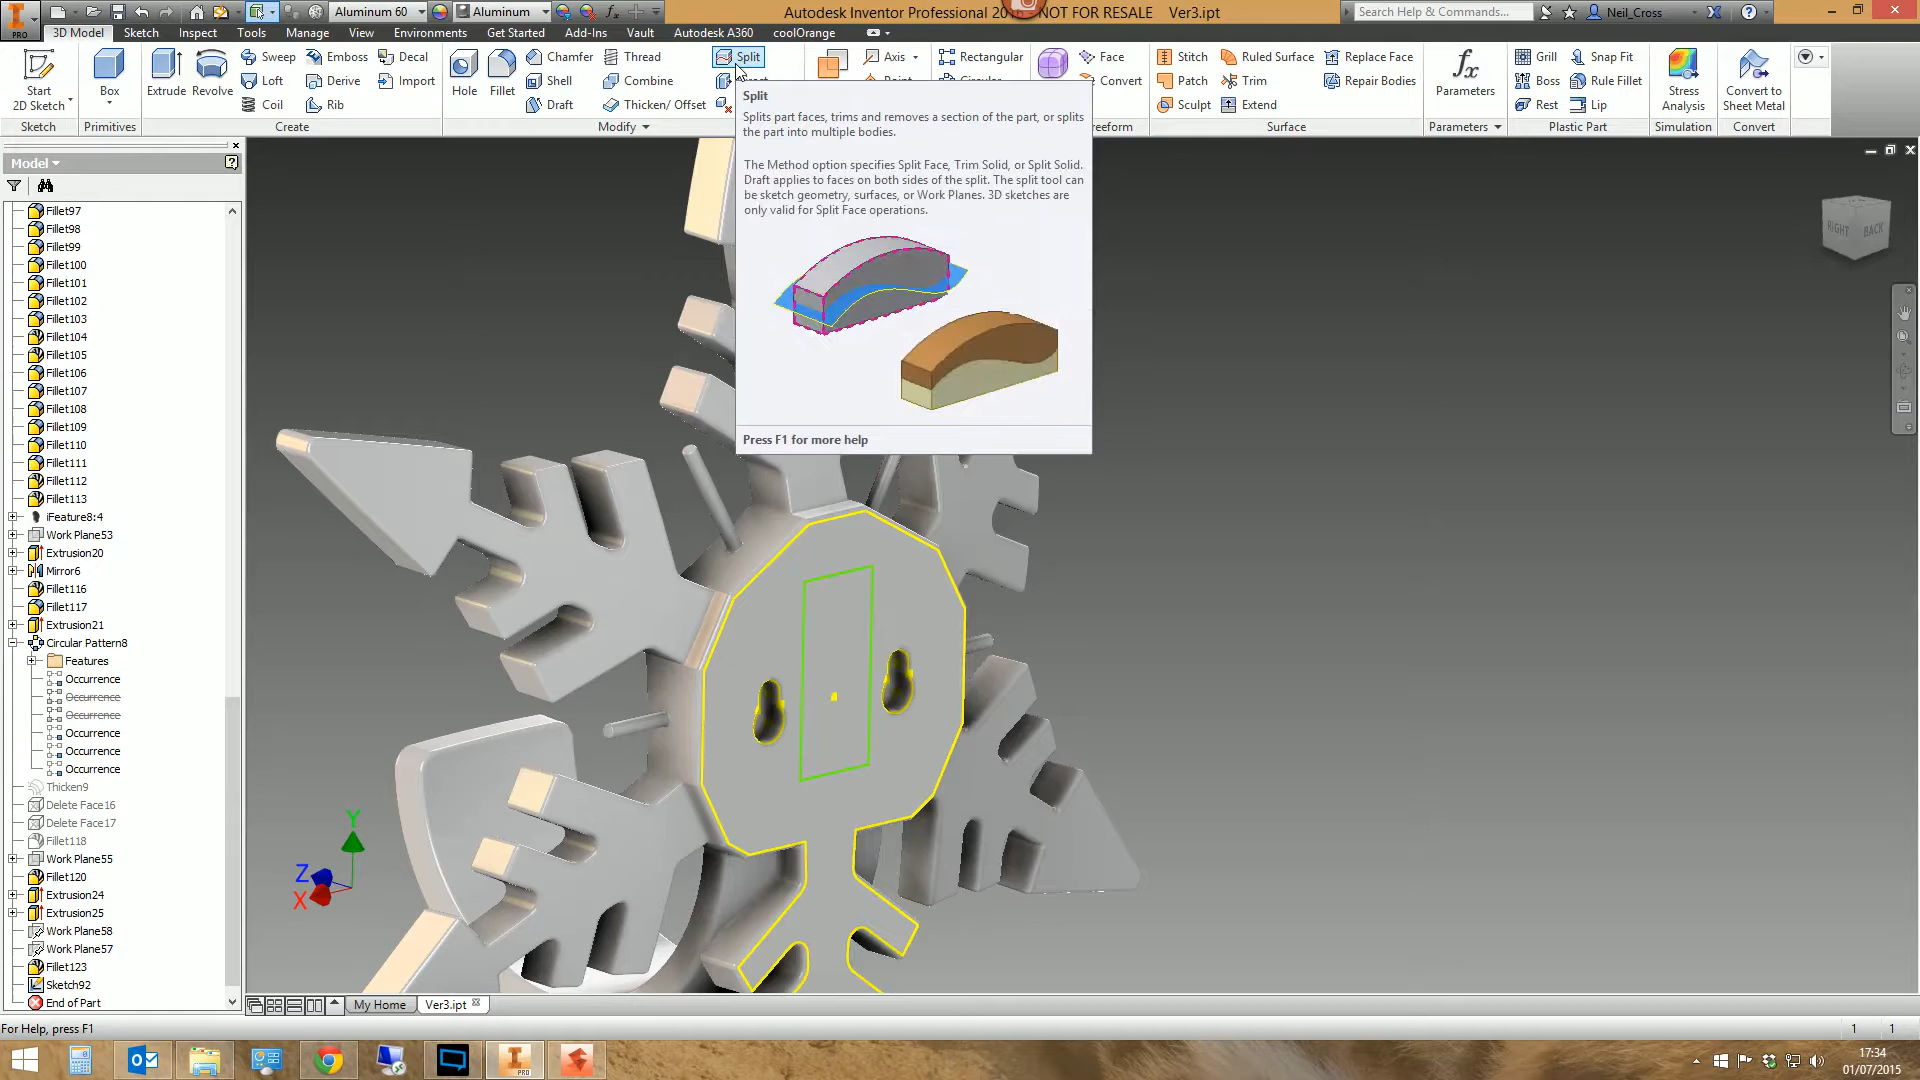 Aluminum 60
Aluminum
Autodesk Inventor Professional 20
NOT FOR RESALE
Ver3.ipt
Search Help & Commands...
Neil_Cross
PRO
3D Model
Sketch
Inspect
Tools
Manage
View
Environments
Get Started
Add-Ins
Vault
Autodesk A360
coolOrange
Start
2D Sketch
Box
Extrude
Revolve
Sweep
Loft
Coil
Emboss
Derive
Rib
Decal
Import
Hole
Fillet
Chamfer
Shell
Draft
Thread
Combine
Thicken/ Offset
Split
Axis
Rectangular
Face
Convert
Stitch
Patch
Sculpt
Ruled Surface
Trim
Extend
Replace Face
Repair Bodies
fx
Parameters
Grill
Boss
Rest
Snap Fit
Rule Fillet
Lip
Stress
Analysis
Convert to
Sheet Metal
Sketch
Primitives
Create
Modify
Surface
Parameters
Plastic Part
Simulation
Convert
Split
Splits part faces, trims and removes a section of the part, or splits
the part into multiple bodies.
The Method option specifies Split Face, Trim Solid, or Split Solid.
Draft applies to faces on both sides of the split. The split tool can
be sketch geometry, surfaces, or Work Planes. 3D sketches are
only valid for Split Face operations.
Press F1 for more help
Model
Fillet97
Fillet98
Fillet99
Fillet100
Fillet101
Fillet102
Fillet103
Fillet104
Fillet105
Fillet106
Fillet107
Fillet108
Fillet109
Fillet110
Fillet111
Fillet112
Fillet113
iFeature8:4
Work Plane53
Extrusion20
Mirror6
Fillet116
Fillet117
Extrusion21
Circular Pattern8
Features
Occurrence
Occurrence
Occurrence
Occurrence
Occurrence
Occurrence
Thicken9
Delete Face16
Delete Face17
Fillet118
Work Plane55
Fillet120
Extrusion24
Extrusion25
Work Plane58
Work Plane57
Fillet123
Sketch92
End of Part
RIGHT
BACK
Y
Z
X
My Home
Ver3.ipt
For Help, press F1
1
1
PRO
17:34
01/07/2015